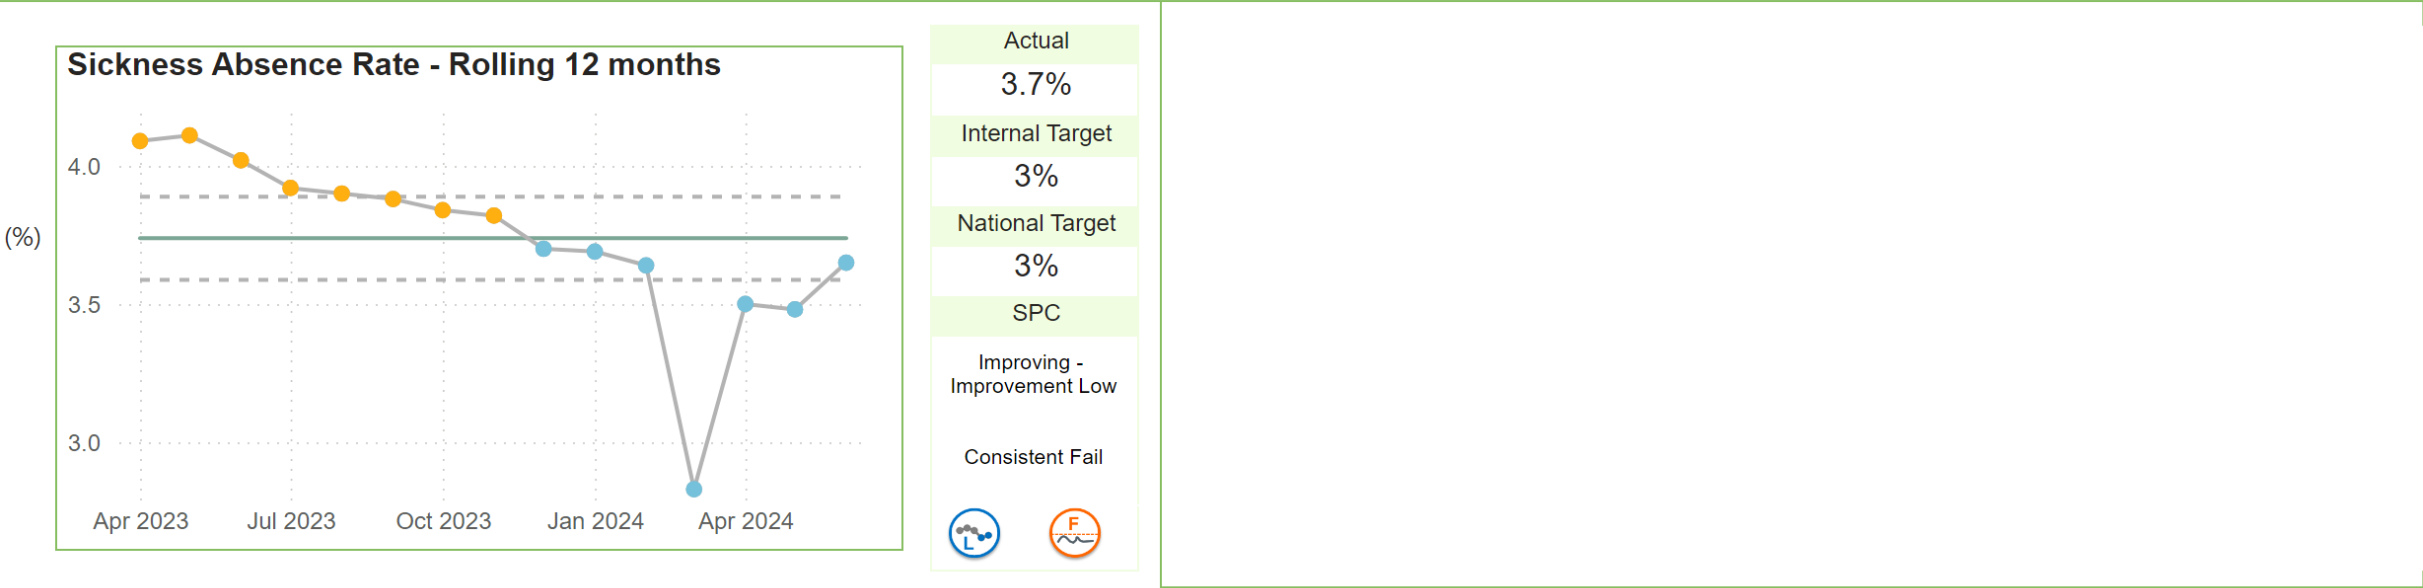 Sickness Absence Rate - Rolling 12 months
(%)
4.0
3.5
3.0
Apr 2023 Jul 2023 Oct 2023 Jan 2024 Apr 2024
Actual
3.7%
Internal Target
3%
National Target
3%
SPC
Improving -
Improvement Low
Consistent Fail
L F